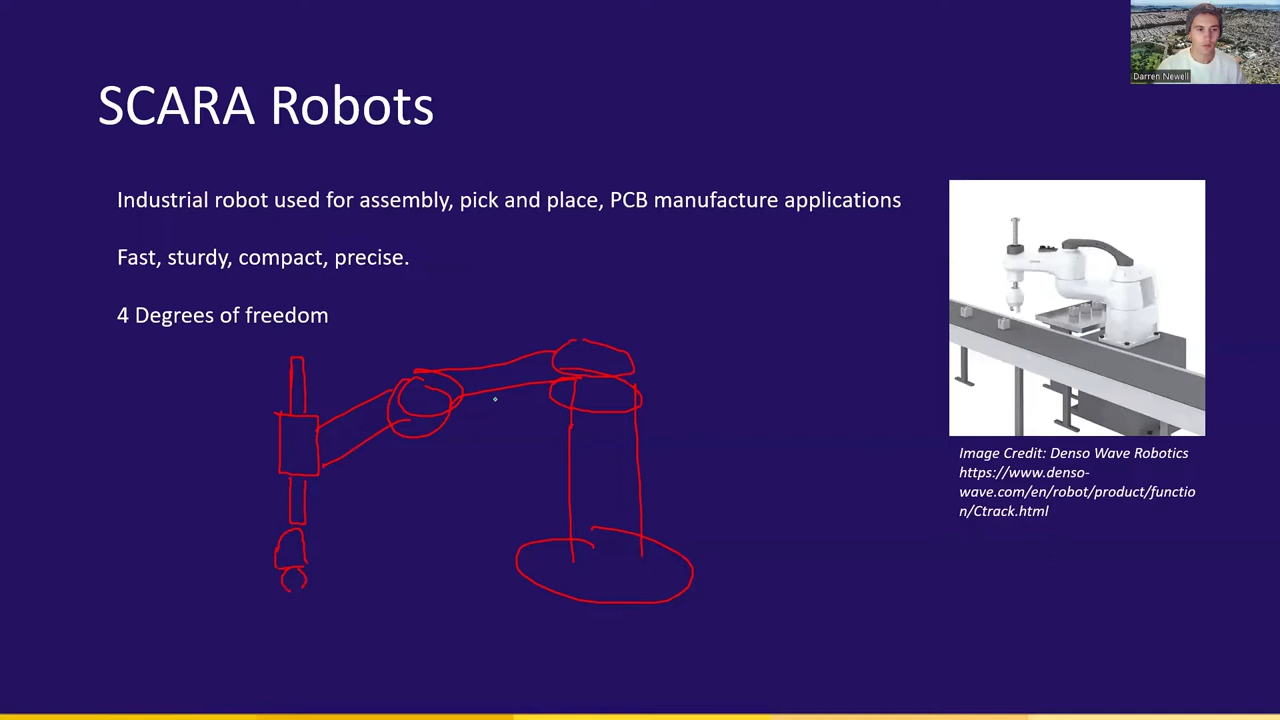 Darren Newell
SCARA Robots
Industrial robot used for assembly, pick and place, PCB manufacture applications
Fast, sturdy, compact, precise.
4 Degrees of freedom
Image Credit: Denso Wave Robotics
https://www.denso-
wave.com/en/robot/product/functio
n/Ctrack.html